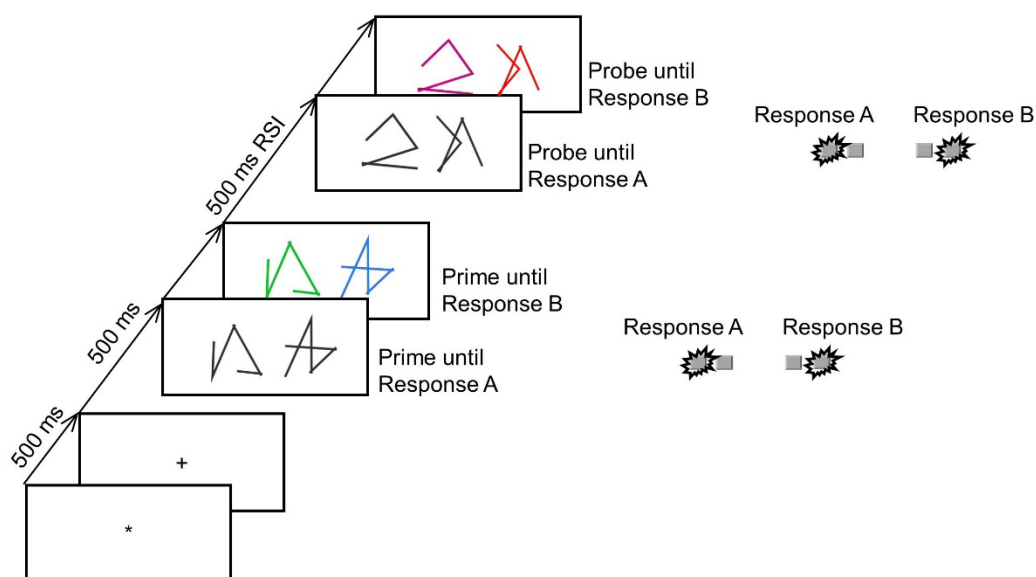 Probe until
Response B
Probe until
Response A
Response A
Response B
500 ms RSI
Prime until
Response B
Prime until
Response A
Response A
Response B
500 ms
500 ms
+
*